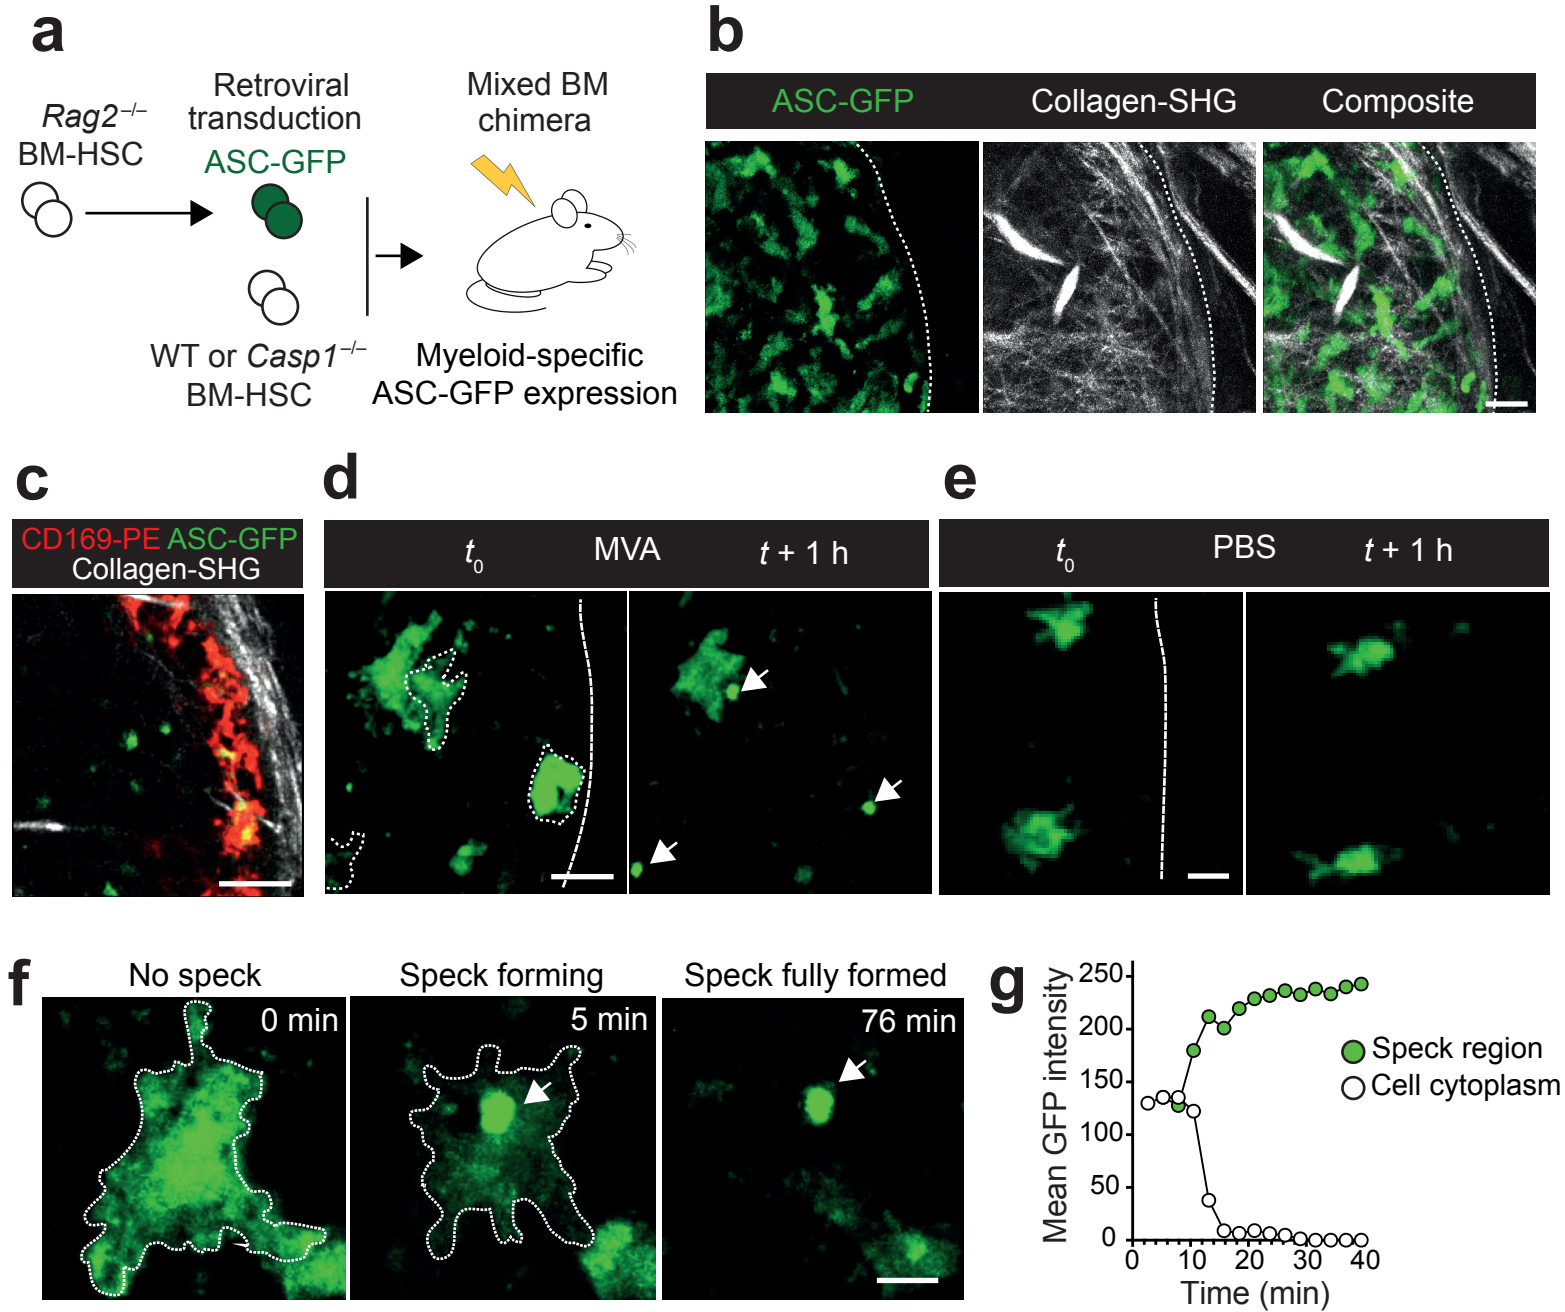 a
Rag2–/–
BM-HSC
Retroviral
transduction
ASC-GFP
Mixed BM
chimera
WT or Casp1–/–
BM-HSC
Myeloid-specific
ASC-GFP expression
b
ASC-GFP Collagen-SHG Composite
c
CD169-PE ASC-GFP
Collagen-SHG
d
t0 MVA t + 1 h
e
t0 PBS t + 1 h
f
No speck Speck forming Speck fully formed
0 min 5 min 76 min
g
Mean GFP intensity
250
200
150
100
50
0
0 10 20 30 40
Time (min)
Speck region
Cell cytoplasm